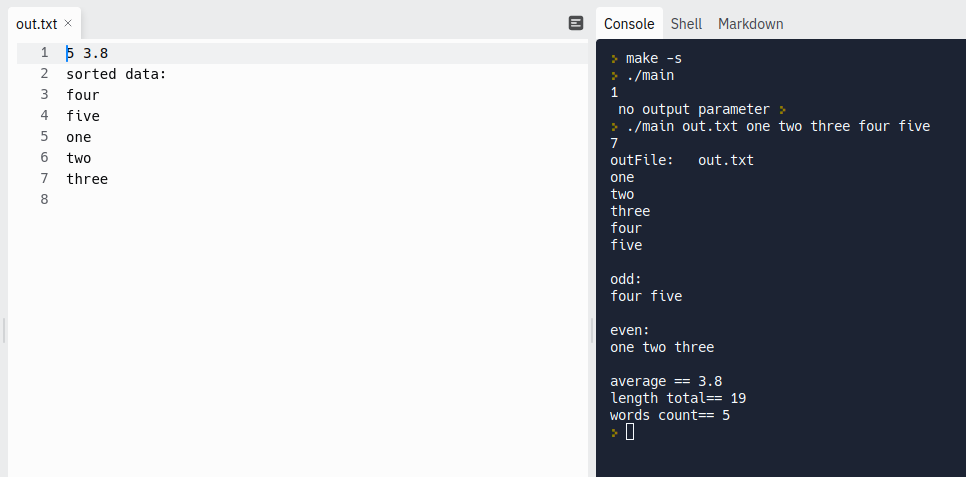 out.txt ×
1 5 3.8
2 sorted data:
3 four
4 five
5 one
6 two
7 three
8
Console Shell Markdown
> make -s
> ./main
1
no output parameter >
> ./main out.txt one two three four five
7
outFile: out.txt
one
two
three
four
five
odd:
four five
even:
one two three
average == 3.8
length total== 19
words count== 5
>